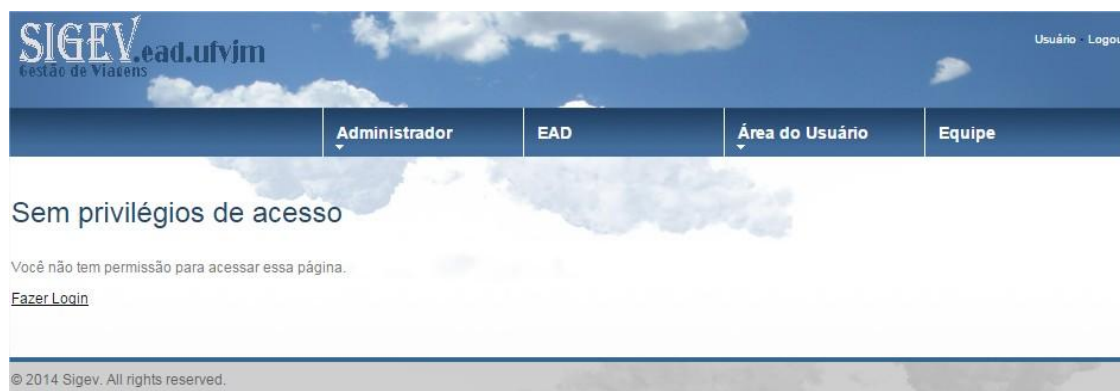 SIGEV.ead.ufvjm
Gestão de Viagens
Usuário - Logou
Administrador
EAD
Área do Usuário
Equipe
Sem privilégios de acesso
Você não tem permissão para acessar essa página.
Fazer Login
© 2014 Sigev. All rights reserved.